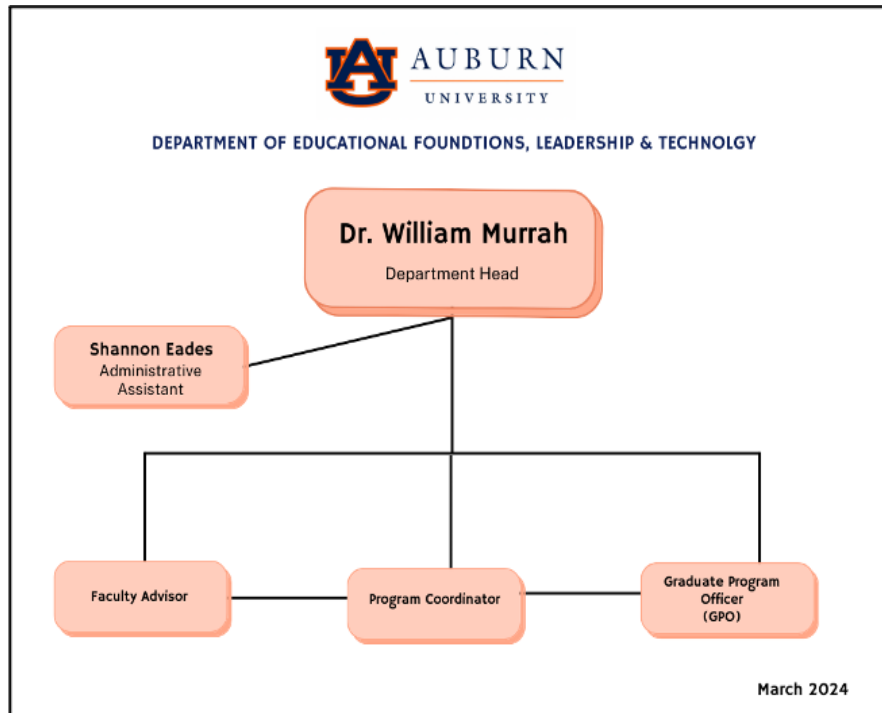 AUBURN
UNIVERSITY
DEPARTMENT OF EDUCATIONAL FOUNDTIONS, LEADERSHIP & TECHNOLGY
Dr. William Murrah
Department Head
Shannon Eades
Administrative
Assistant
Faculty Advisor
Program Coordinator
Graduate Program
Officer
(GPO)
March 2024